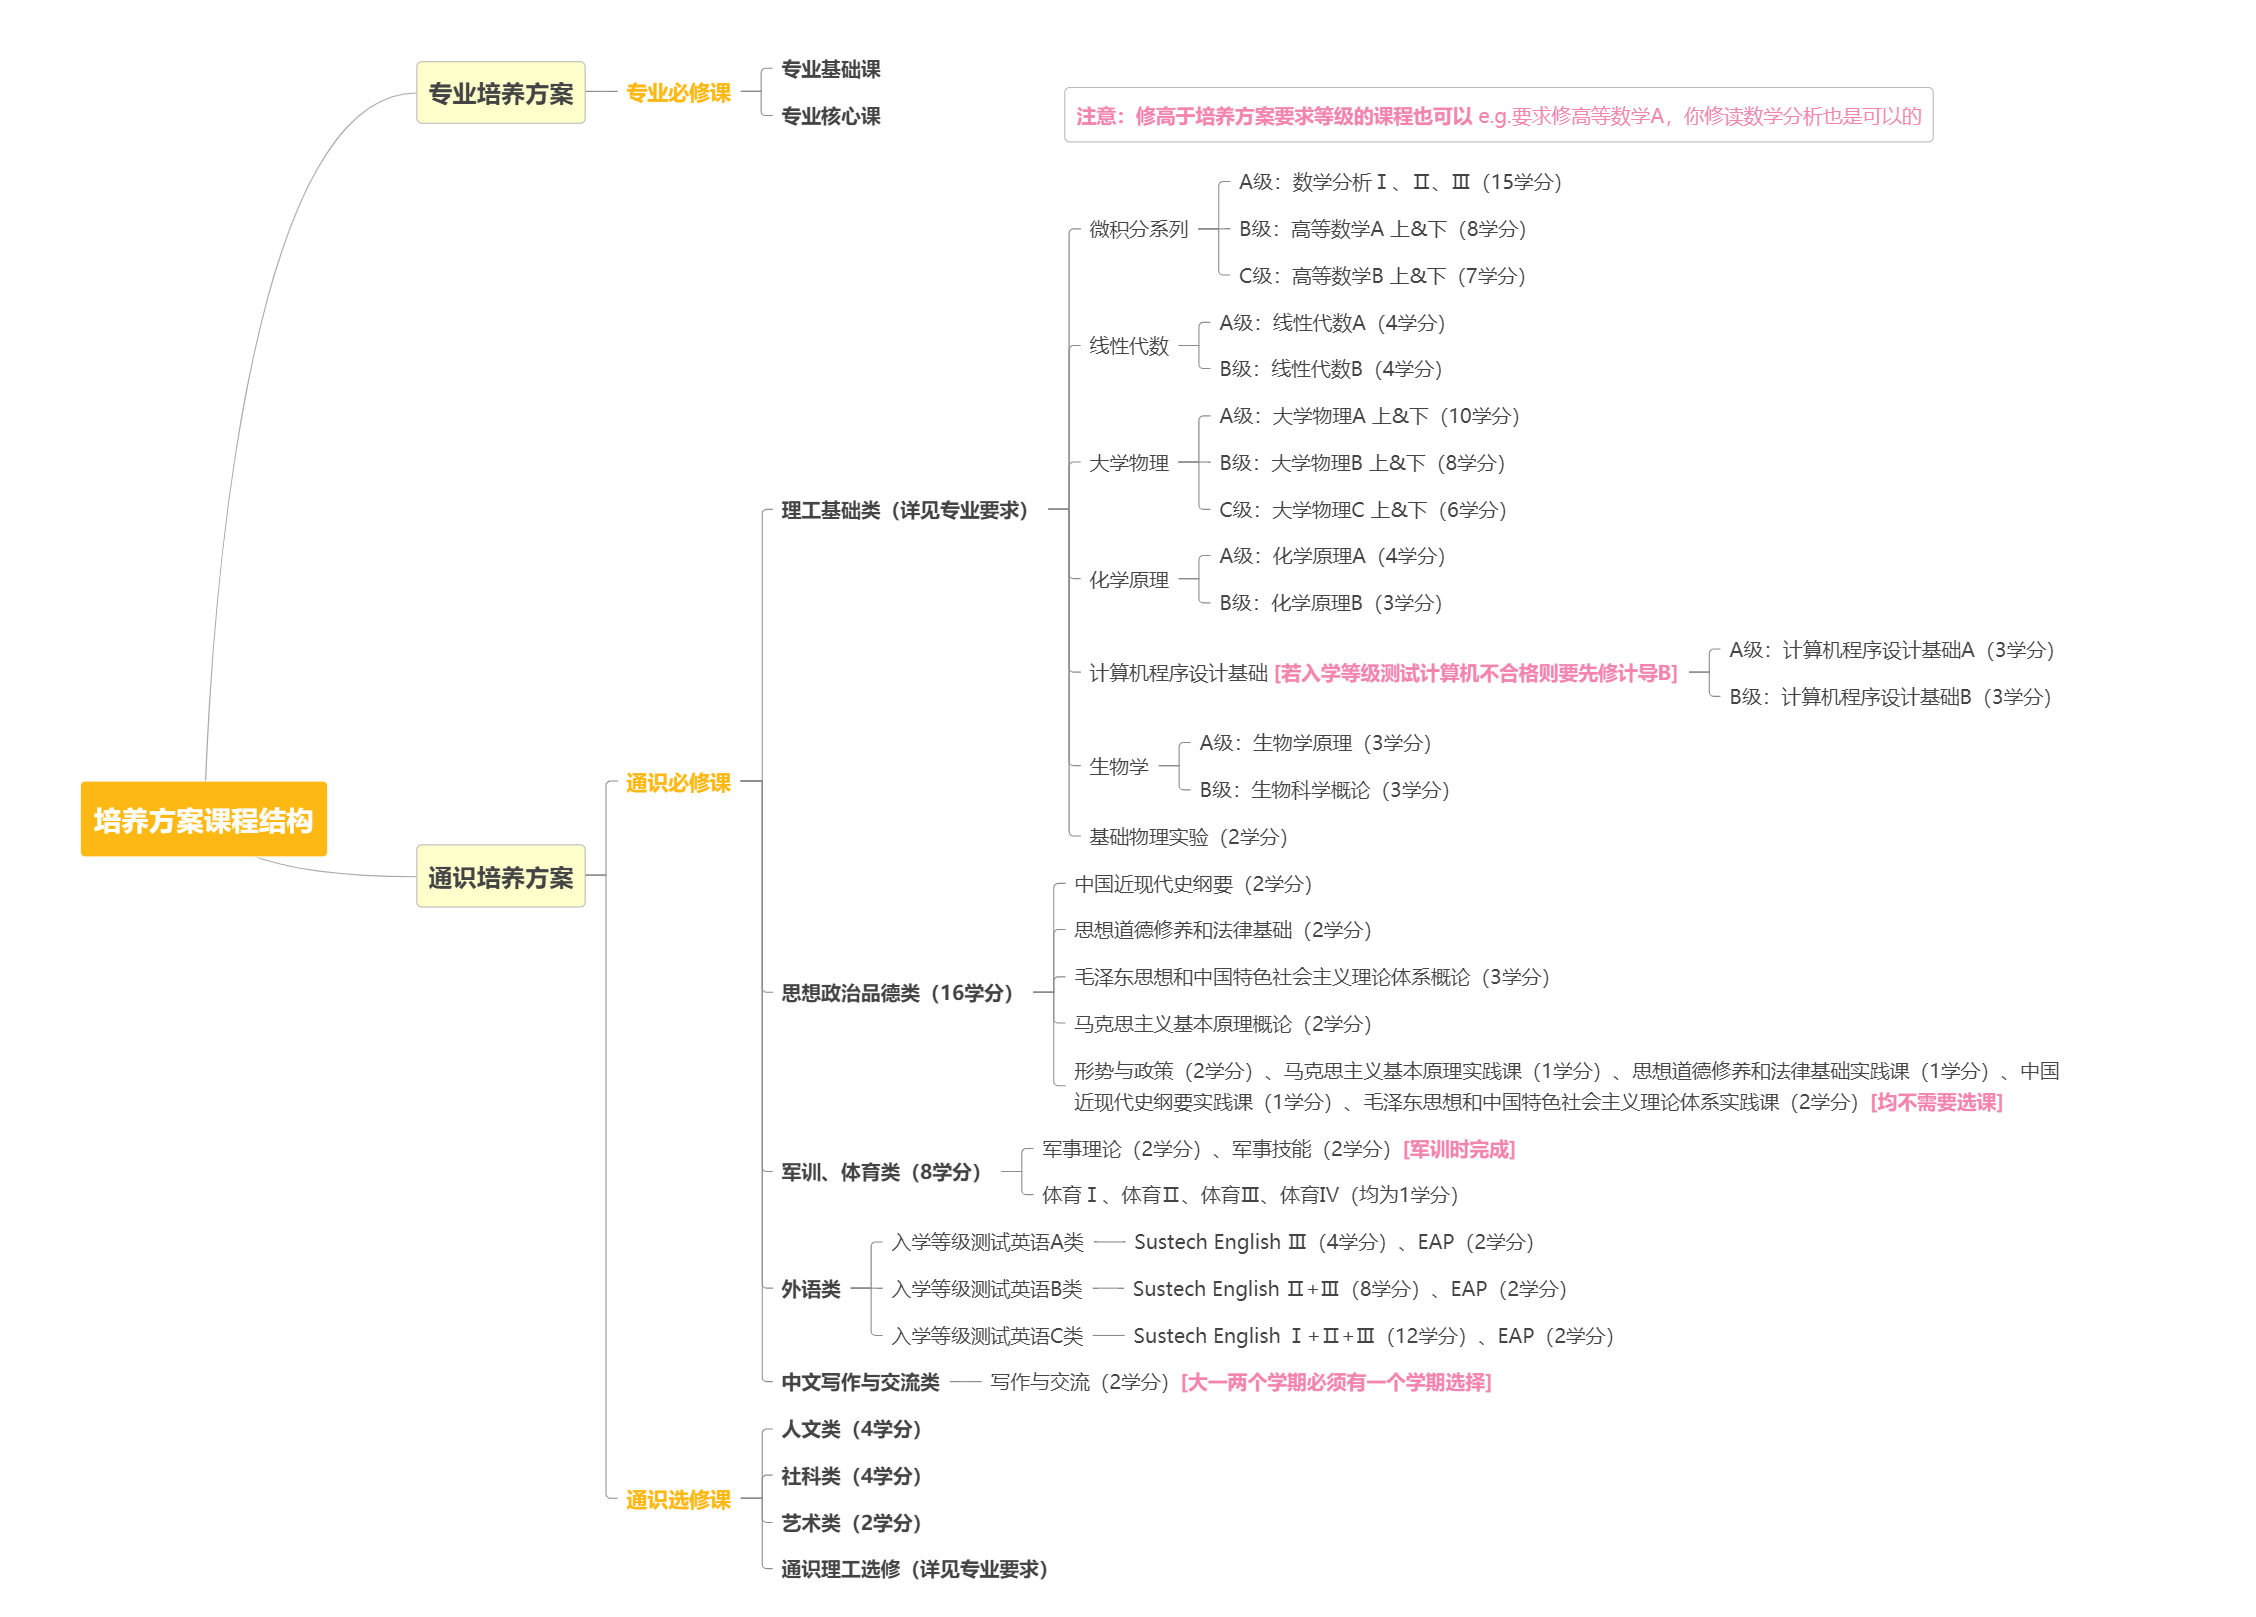 专业基础课
专业培养方案
专业必修课
专业核心课
注意：修高于培养方案要求等级的课程也可以 e.g.要求修高等数学A，你修读数学分析也是可以的
A级：数学分析Ⅰ、Ⅱ、Ⅲ（15学分）
微积分系列
B级：高等数学A 上&下（8学分）
C级：高等数学B 上&下（7学分）
A级：线性代数A（4学分）
线性代数
B级：线性代数B（4学分）
A级：大学物理A 上&下（10学分）
大学物理
B级：大学物理B 上&下（8学分）
理工基础类（详见专业要求）
C级：大学物理C 上&下（6学分）
A级：化学原理A（4学分）
化学原理
B级：化学原理B（3学分）
计算机程序设计基础 [若入学等级测试计算机不合格则要先修计导B]
A级：计算机程序设计基础A（3学分）
B级：计算机程序设计基础B（3学分）
A级：生物学原理（3学分）
生物学
B级：生物科学概论（3学分）
通识必修课
培养方案课程结构
基础物理实验（2学分）
通识培养方案
中国近现代史纲要（2学分）
思想道德修养和法律基础（2学分）
毛泽东思想和中国特色社会主义理论体系概论（3学分）
思想政治品德类（16学分）
马克思主义基本原理概论（2学分）
形势与政策（2学分）、马克思主义基本原理实践课（1学分）、思想道德修养和法律基础实践课（1学分）、中国
近现代史纲要实践课（1学分）、毛泽东思想和中国特色社会主义理论体系实践课（2学分）[均不需要选课]
军训、体育类（8学分）
军事理论（2学分）、军事技能（2学分）[军训时完成]
体育Ⅰ、体育Ⅱ、体育Ⅲ、体育Ⅳ（均为1学分）
入学等级测试英语A类
Sustech English Ⅲ（4学分）、EAP（2学分）
外语类
入学等级测试英语B类
Sustech English Ⅱ+Ⅲ（8学分）、EAP（2学分）
入学等级测试英语C类
Sustech English Ⅰ+Ⅱ+Ⅲ（12学分）、EAP（2学分）
中文写作与交流类
写作与交流（2学分）[大一两个学期必须有一个学期选择]
人文类（4学分）
社科类（4学分）
通识选修课
艺术类（2学分）
通识理工选修（详见专业要求）